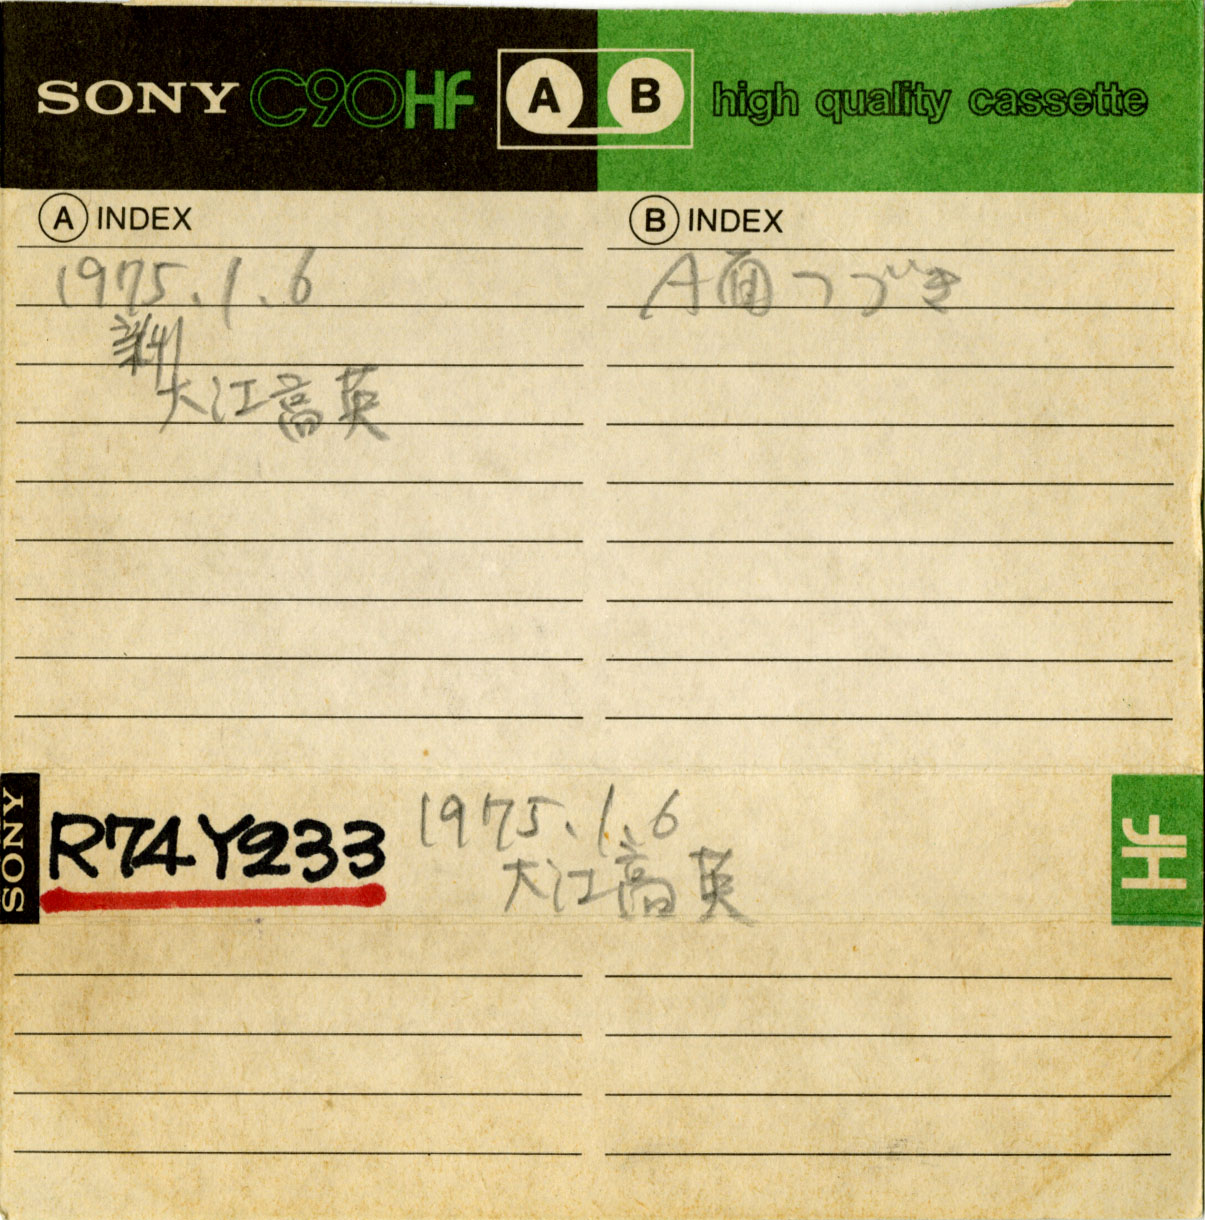 SONY C90HF A B high quality cassette
A INDEX
1975.1.6
大江高英
B INDEX
A面つづき
SONY
R74Y233
1975.1.6
大江高英
HF